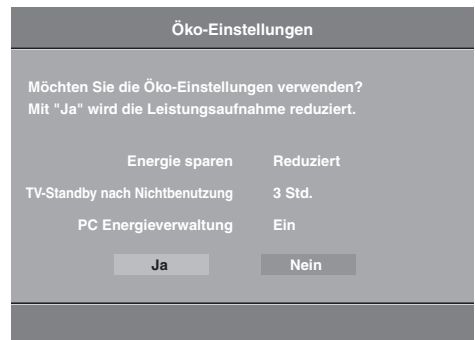 Öko-Einstellungen
Möchten Sie die Öko-Einstellungen verwenden?
Mit "Ja" wird die Leistungsaufnahme reduziert.
Energie sparen Reduziert
TV-Standby nach Nichtbenutzung 3 Std.
PC Energieverwaltung Ein
Ja Nein